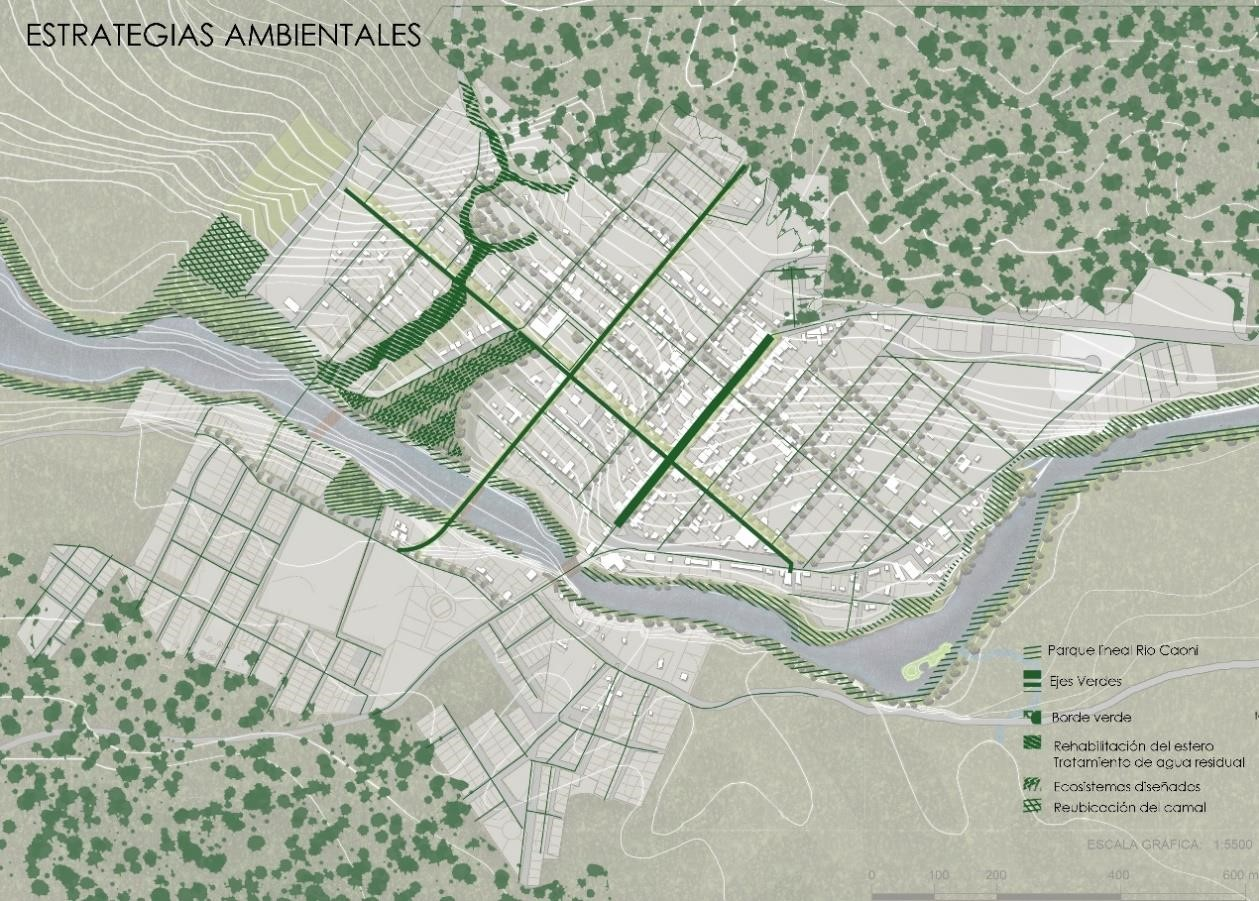 ESTRATEGIAS AMBIENTALES
Parque lineal Rio Caoni
Ejes Verdes
Borde verde
Rehabilitación del estero
Tratamiento de agua residual
Ecosistemas diseñados
Reubicación del camal
ESCALA GRÁFICA: 1:5500
0 100 200 400 600 m